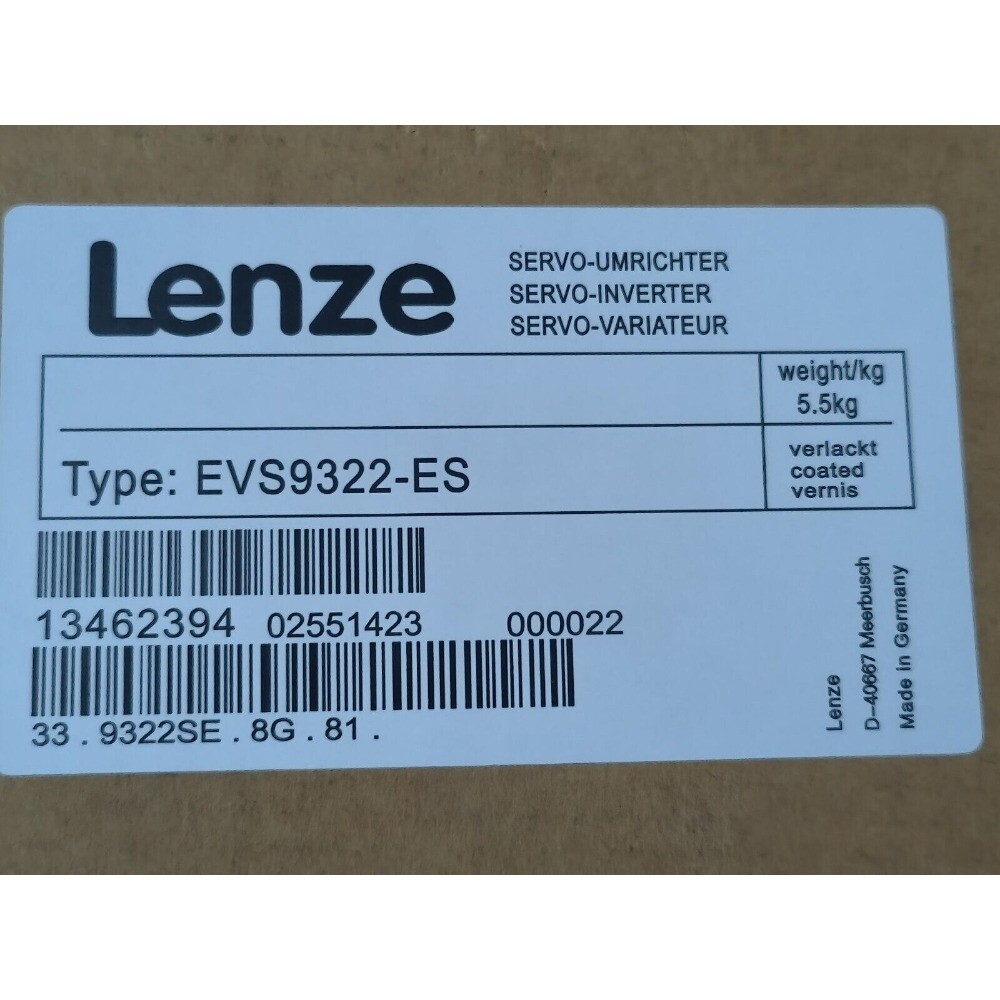 Lenze
SERVO-UMRICHTER
SERVO-INVERTER
SERVO-VARIATEUR
weight/kg
5.5kg
Type: EVS9322-ES
verlackt
coated
vernis
13462394 02551423 000022
33 . 9322SE . 8G . 81 .
Lenze
D-40667 Meerbusch
Made in Germany